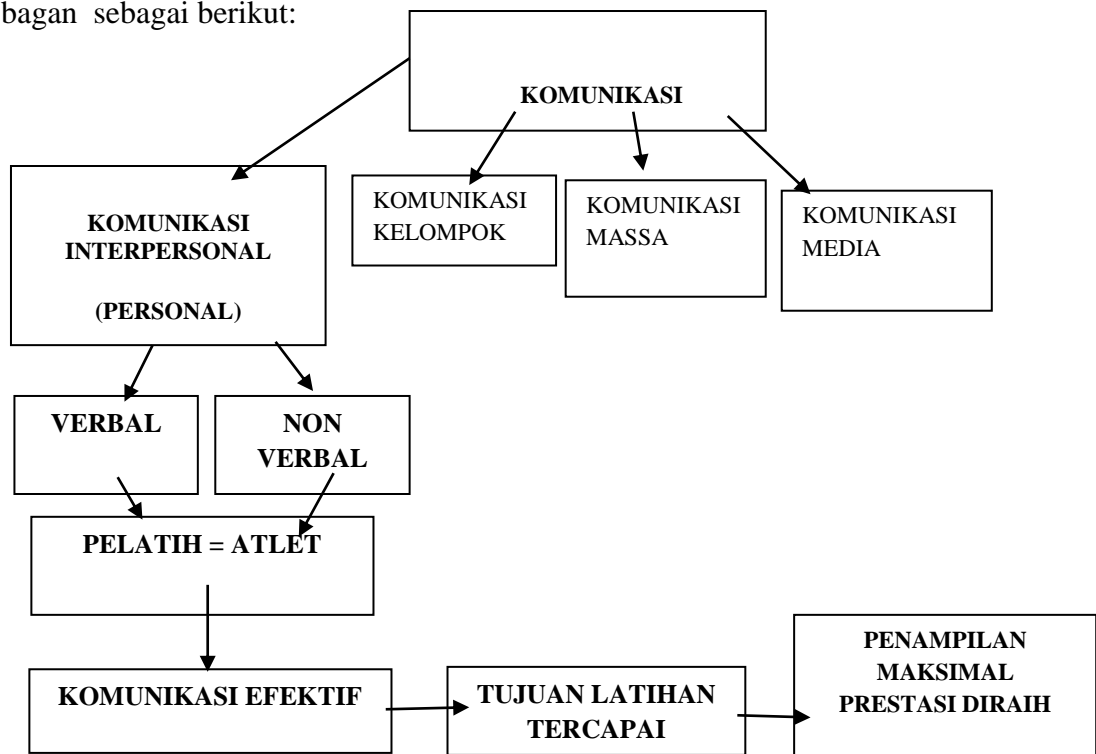 bagan sebagai berikut:
KOMUNIKASI
KOMUNIKASI
INTERPERSONAL
(PERSONAL)
KOMUNIKASI
KELOMPOK
KOMUNIKASI
MASSA
KOMUNIKASI
MEDIA
VERBAL
NON
VERBAL
PELATIH = ATLET
KOMUNIKASI EFEKTIF
TUJUAN LATIHAN
TERCAPAI
PENAMPILAN
MAKSIMAL
PRESTASI DIRAIH